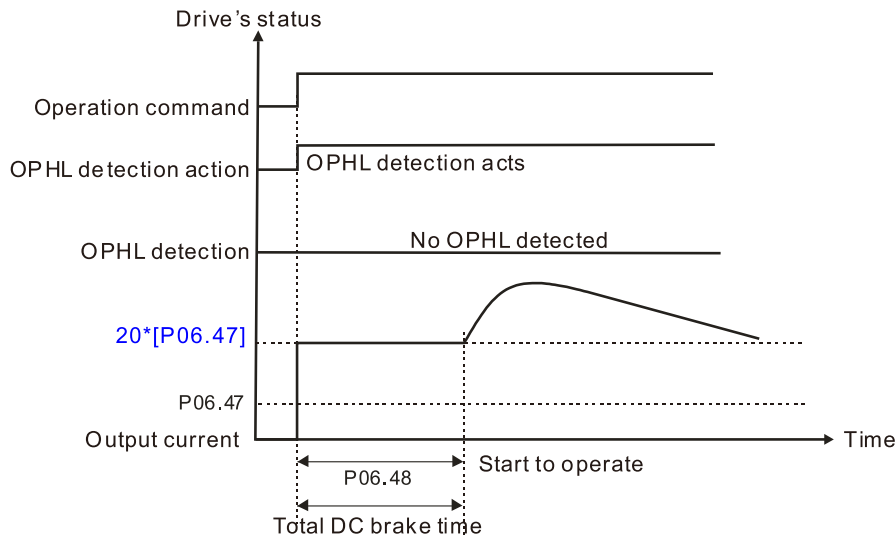 Drive's status
Operation command
OPHL detection action
OPHL detection acts
OPHL detection
No OPHL detected
20*[P06.47]
P06.47
Output current
Time
Start to operate
P06.48
Total DC brake time